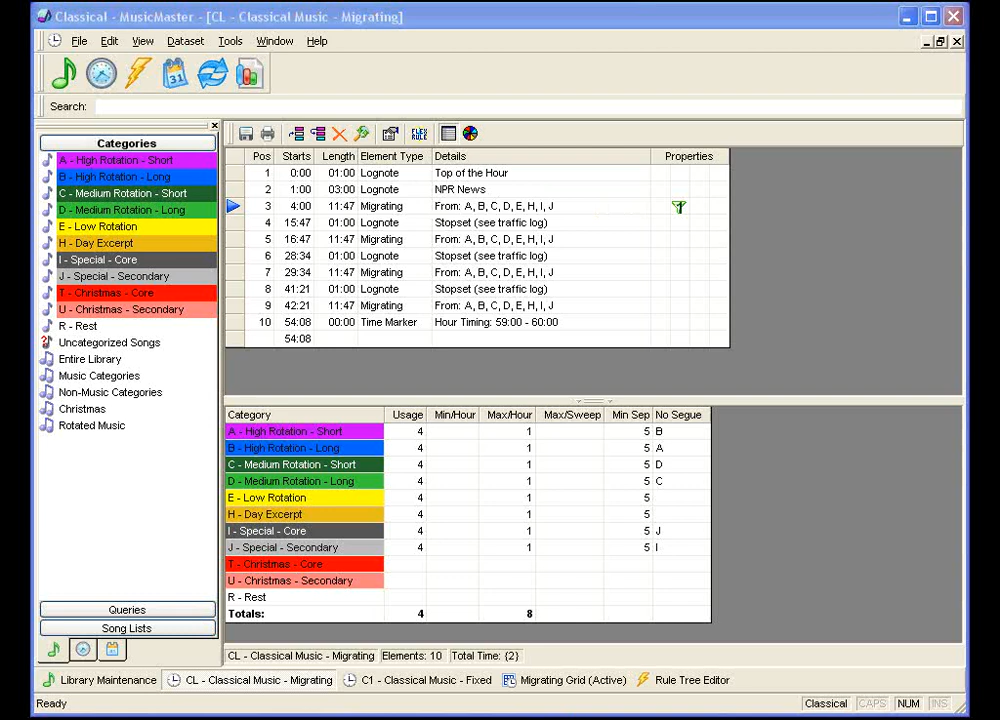 Classical - MusicMaster - [CL - Classical Music - Migrating]
File Edit View Dataset Tools Window Help
31
Search:
Categories
A - High Rotation - Short
B - High Rotation - Long
C - Medium Rotation - Short
D - Medium Rotation - Long
E - Low Rotation
H - Day Excerpt
I - Special - Core
J - Special - Secondary
T - Christmas - Core
U - Christmas - Secondary
R - Rest
Uncategorized Songs
Entire Library
Music Categories
Non-Music Categories
Christmas
Rotated Music
Queries
Song Lists
FLEX RULE
Pos Starts Length Element Type Details Properties
1 0:00 01:00 Lognote Top of the Hour
2 1:00 03:00 Lognote NPR News
3 4:00 11:47 Migrating From: A, B, C, D, E, H, I, J
4 15:47 01:00 Lognote Stopset (see traffic log)
5 16:47 11:47 Migrating From: A, B, C, D, E, H, I, J
6 28:34 01:00 Lognote Stopset (see traffic log)
7 29:34 11:47 Migrating From: A, B, C, D, E, H, I, J
8 41:21 01:00 Lognote Stopset (see traffic log)
9 42:21 11:47 Migrating From: A, B, C, D, E, H, I, J
10 54:08 00:00 Time Marker Hour Timing: 59:00 - 60:00
54:08
Category Usage Min/Hour Max/Hour Max/Sweep Min Sep No Segue
A - High Rotation - Short 4 1 5 B
B - High Rotation - Long 4 1 5 A
C - Medium Rotation - Short 4 1 5 D
D - Medium Rotation - Long 4 1 5 C
E - Low Rotation 4 1 5
H - Day Excerpt 4 1 5
I - Special - Core 4 1 5 J
J - Special - Secondary 4 1 5 I
T - Christmas - Core
U - Christmas - Secondary
R - Rest
Totals: 4 8
CL - Classical Music - Migrating Elements: 10 Total Time: {2}
Library Maintenance CL - Classical Music - Migrating C1 - Classical Music - Fixed Migrating Grid (Active) Rule Tree Editor
Ready Classical CAPS NUM INS